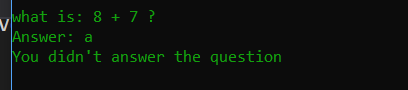 what is: 8 + 7 ?
Answer: a
You didn't answer the question